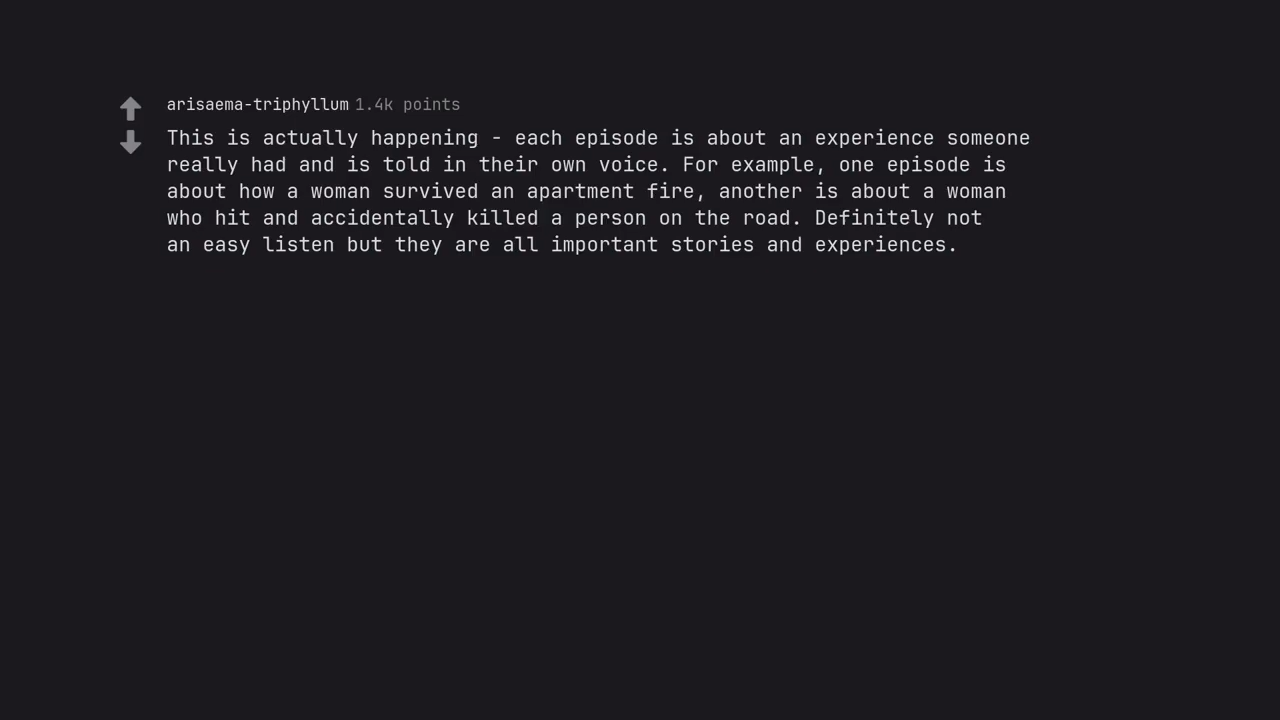 arisaema-triphyllum 1.4k points
This is actually happening - each episode is about an experience someone
really had and is told in their own voice. For example, one episode is
about how a woman survived an apartment fire, another is about a woman
who hit and accidentally killed a person on the road. Definitely not
an easy listen but they are all important stories and experiences.